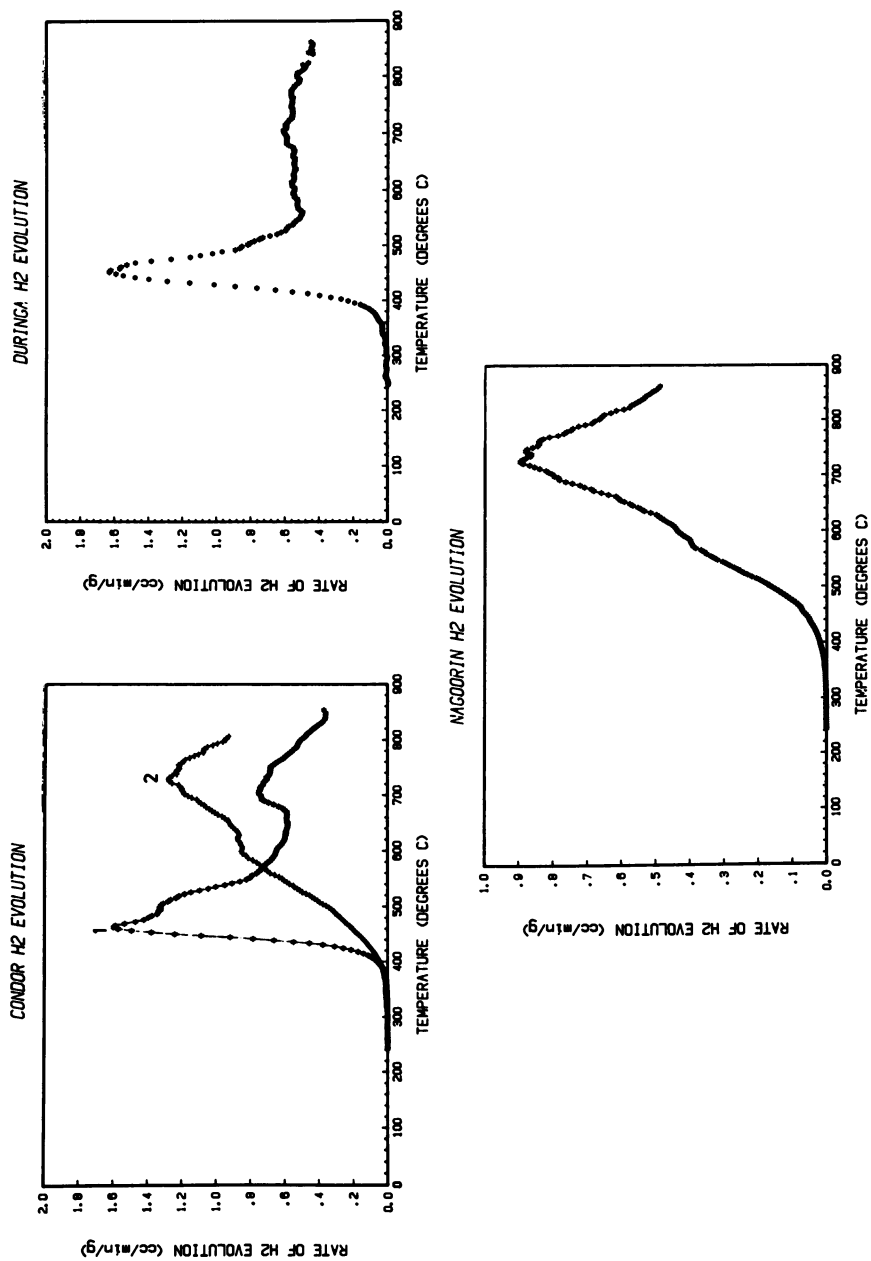 CONDOR H2 EVOLUTION
RATE OF H2 EVOLUTION (cc/min/g)
2.0
1.8
1.6
1.4
1.2
1.0
.8
.6
.4
.2
0.0
1
2
0 100 200 300 400 500 600 700 800 900
TEMPERATURE (DEGREES C)
DURINGA H2 EVOLUTION
RATE OF H2 EVOLUTION (cc/min/g)
2.0
1.8
1.6
1.4
1.2
1.0
.8
.6
.4
.2
0.0
0 100 200 300 400 500 600 700 800 900
TEMPERATURE (DEGREES C)
NAGOORIN H2 EVOLUTION
RATE OF H2 EVOLUTION (cc/min/g)
1.0
.9
.8
.7
.6
.5
.4
.3
.2
.1
0.0
0 100 200 300 400 500 600 700 800 900
TEMPERATURE (DEGREES C)